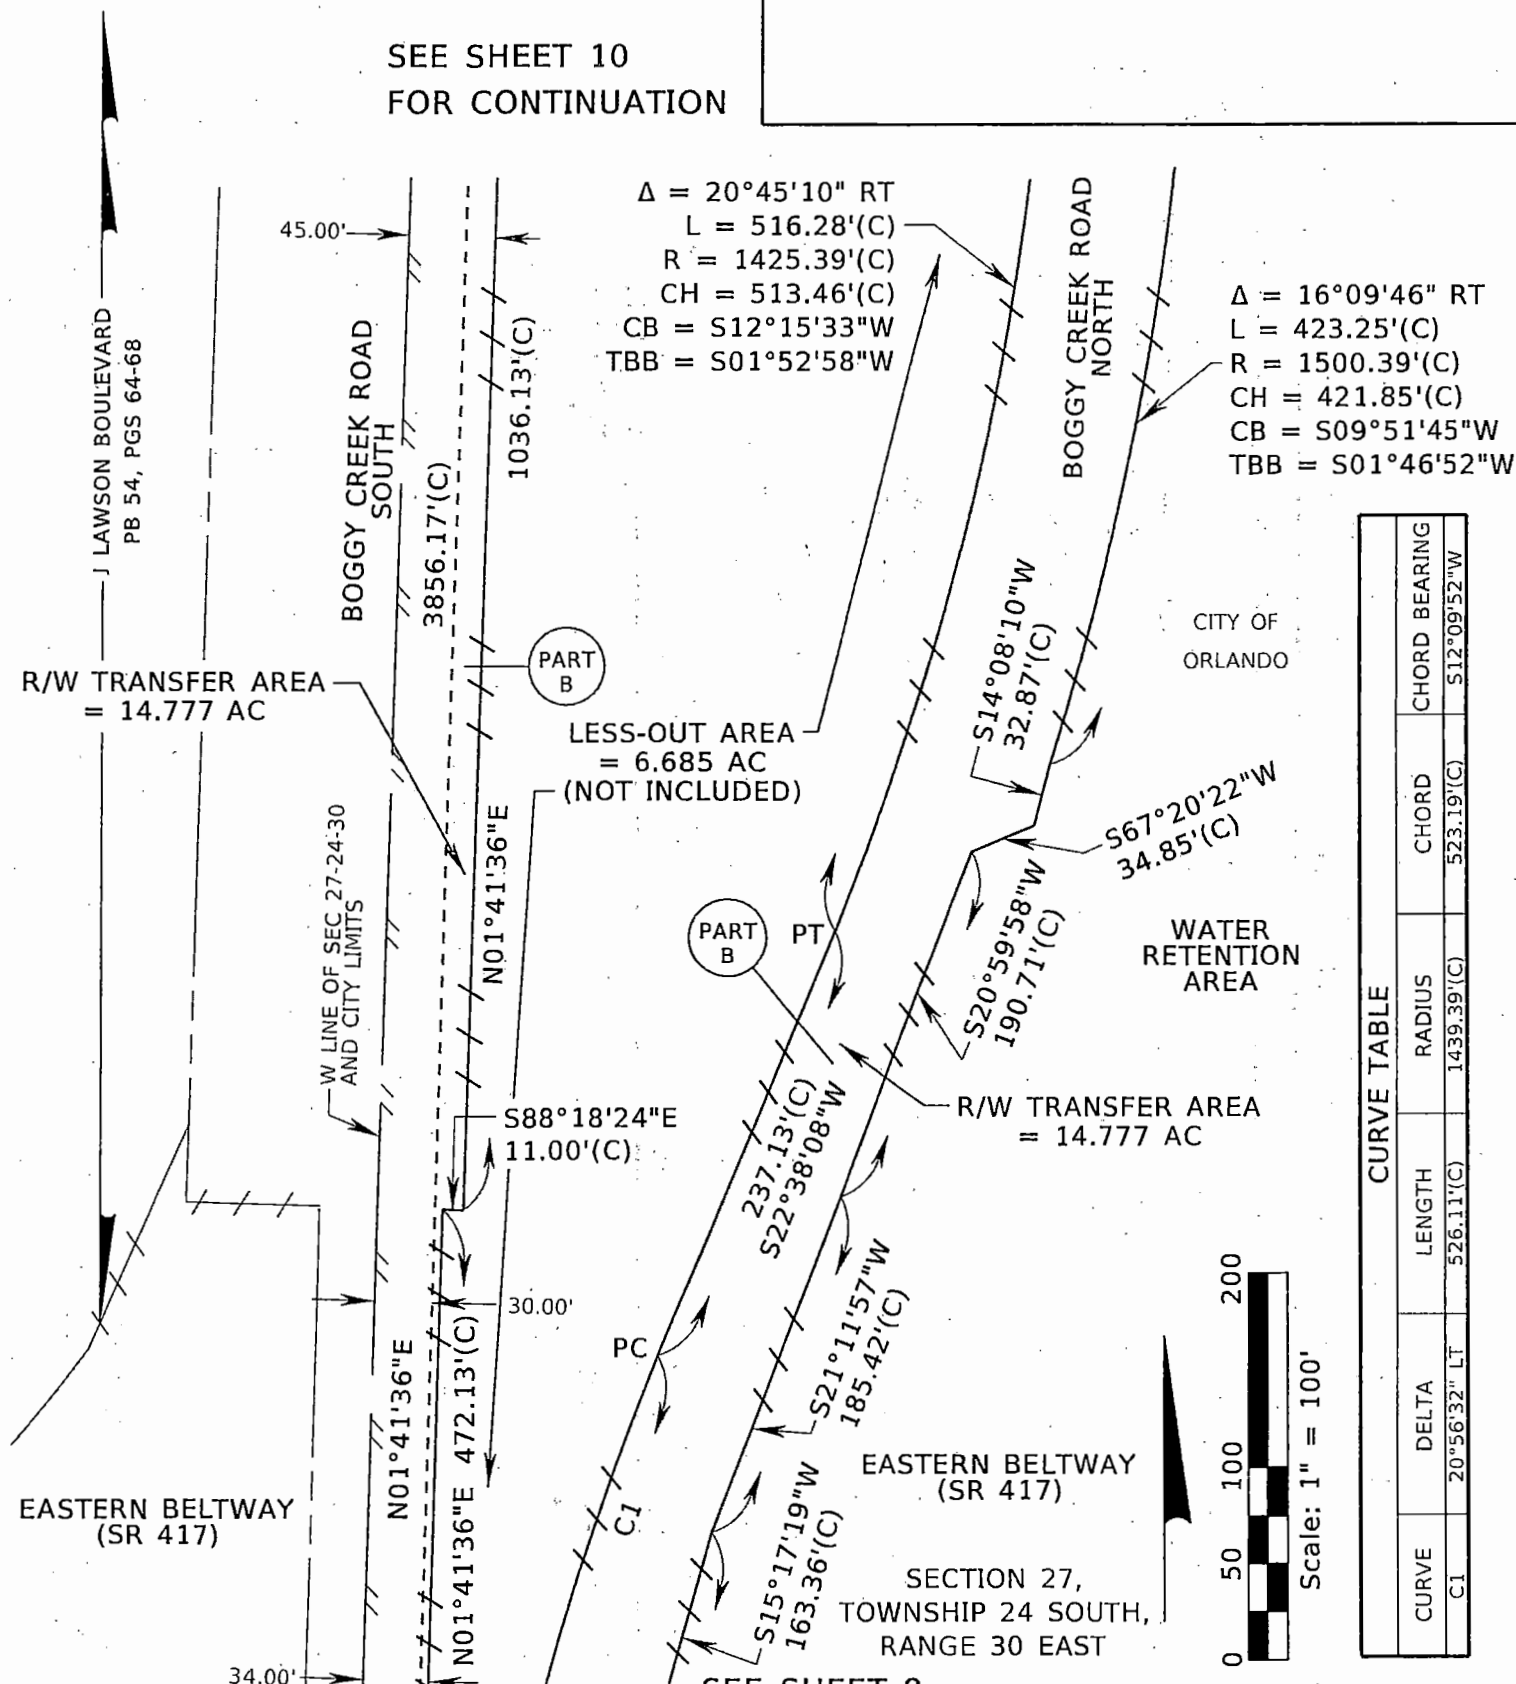 SEE SHEET 10
FOR CONTINUATION
Δ = 20°45'10" RT
L = 516.28'(C)
R = 1425.39'(C)
CH = 513.46'(C)
CB = S12°15'33"W
TBB = S01°52'58"W
45.00'
BOGGY CREEK ROAD
NORTH
Δ = 16°09'46" RT
L = 423.25'(C)
R = 1500.39'(C)
CH = 421.85'(C)
CB = S09°51'45"W
TBB = S01°46'52"W
J LAWSON BOULEVARD
PB 54, PGS 64-68
BOGGY CREEK ROAD
SOUTH
3856.17'(C)
1036.13'(C)
PART
B
R/W TRANSFER AREA
= 14.777 AC
LESS-OUT AREA
= 6.685 AC
(NOT INCLUDED)
S14°08'10"W
32.87'(C)
CITY OF
ORLANDO
S67°20'22"W
34.85'(C)
W LINE OF SEC 27-24-30
AND CITY LIMITS
N01°41'36"E
PART
B
PT
S20°59'58"W
190.71'(C)
WATER
RETENTION
AREA
S88°18'24"E
11.00'(C)
237.13'(C)
S22°38'08"W
R/W TRANSFER AREA
= 14.777 AC
30.00'
PC
S21°11'57"W
185.42'(C)
N01°41'36"E
N01°41'36"E 472.13'(C)
EASTERN BELTWAY
(SR 417)
EASTERN BELTWAY
(SR 417)
C1
S15°17'19"W
163.36'(C)
SECTION 27,
TOWNSHIP 24 SOUTH,
RANGE 30 EAST
34.00'
SEE SHEET 9
0 50 100 200
Scale: 1" = 100'
CURVE TABLE
CURVE DELTA LENGTH RADIUS CHORD CHORD BEARING
C1 20°56'32" LT 526.11'(C) 1439.39'(C) 523.19'(C) S12°09'52"W